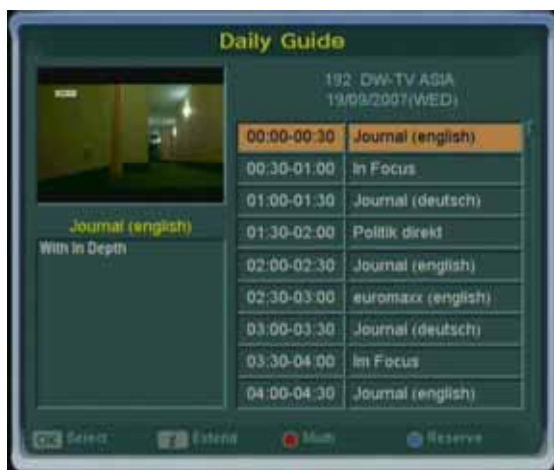 Daily Guide
192 DW-TV ASIA
19/09/2007(WED)
00:00-00:30 Journal (english)
00:30-01:00 In Focus
01:00-01:30 Journal (deutsch)
01:30-02:00 Politik direkt
02:00-02:30 Journal (english)
02:30-03:00 euromaxx (english)
03:00-03:30 Journal (deutsch)
03:30-04:00 Im Focus
04:00-04:30 Journal (english)
Journal (english)
With In Depth
OK Select i Extend Multi Reserve